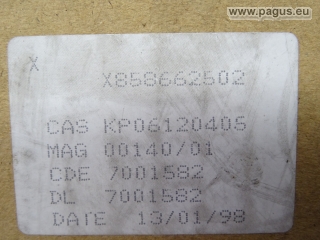 www.pagus.eu
X
X858662502
CAS KP06120405
MAG 00140/01
CDE 7001582
DL 7001582
DATE 13/01/98